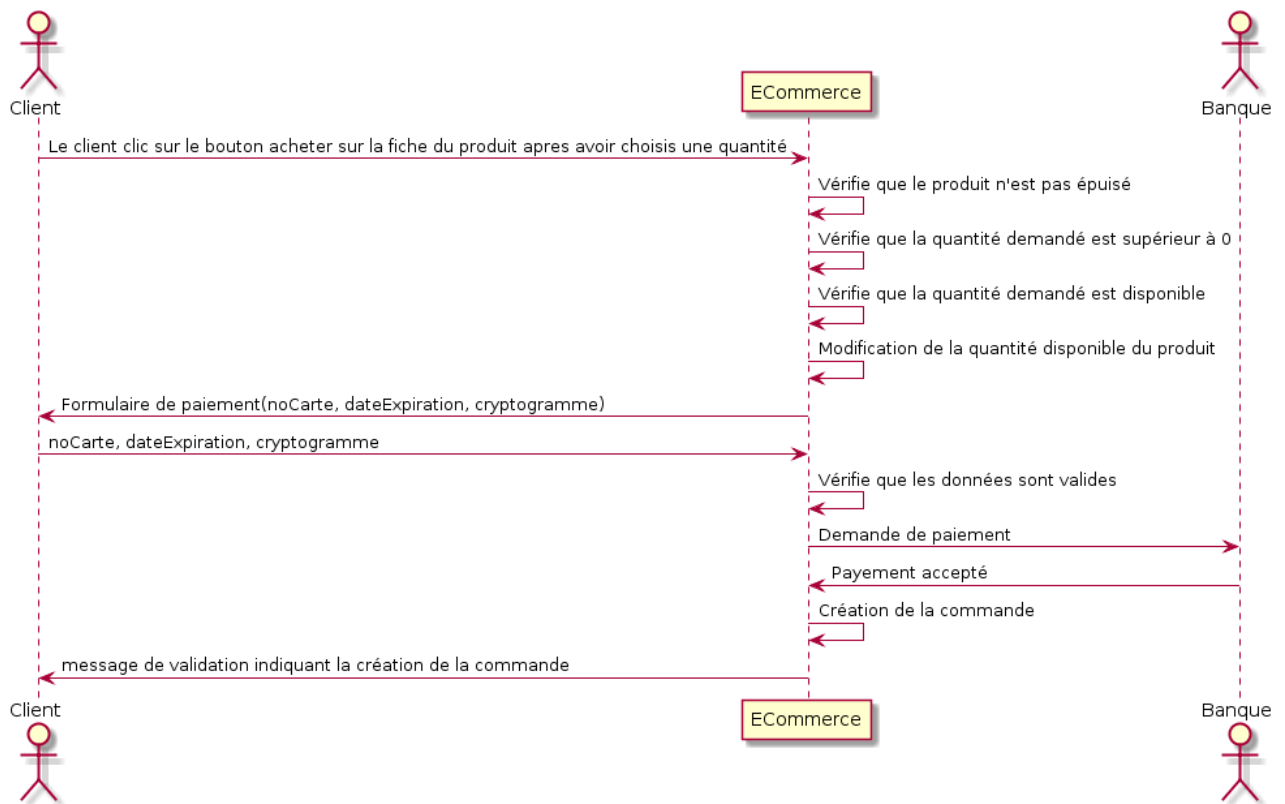 Client
ECommerce
Banque
Le client clic sur le bouton acheter sur la fiche du produit apres avoir choisis une quantité
Vérifie que le produit n'est pas épuisé
Vérifie que la quantité demandé est supérieur à 0
Vérifie que la quantité demandé est disponible
Modification de la quantité disponible du produit
Formulaire de paiement(noCarte, dateExpiration, cryptogramme)
noCarte, dateExpiration, cryptogramme
Vérifie que les données sont valides
Demande de paiement
Payement accepté
Création de la commande
message de validation indiquant la création de la commande
Client
ECommerce
Banque